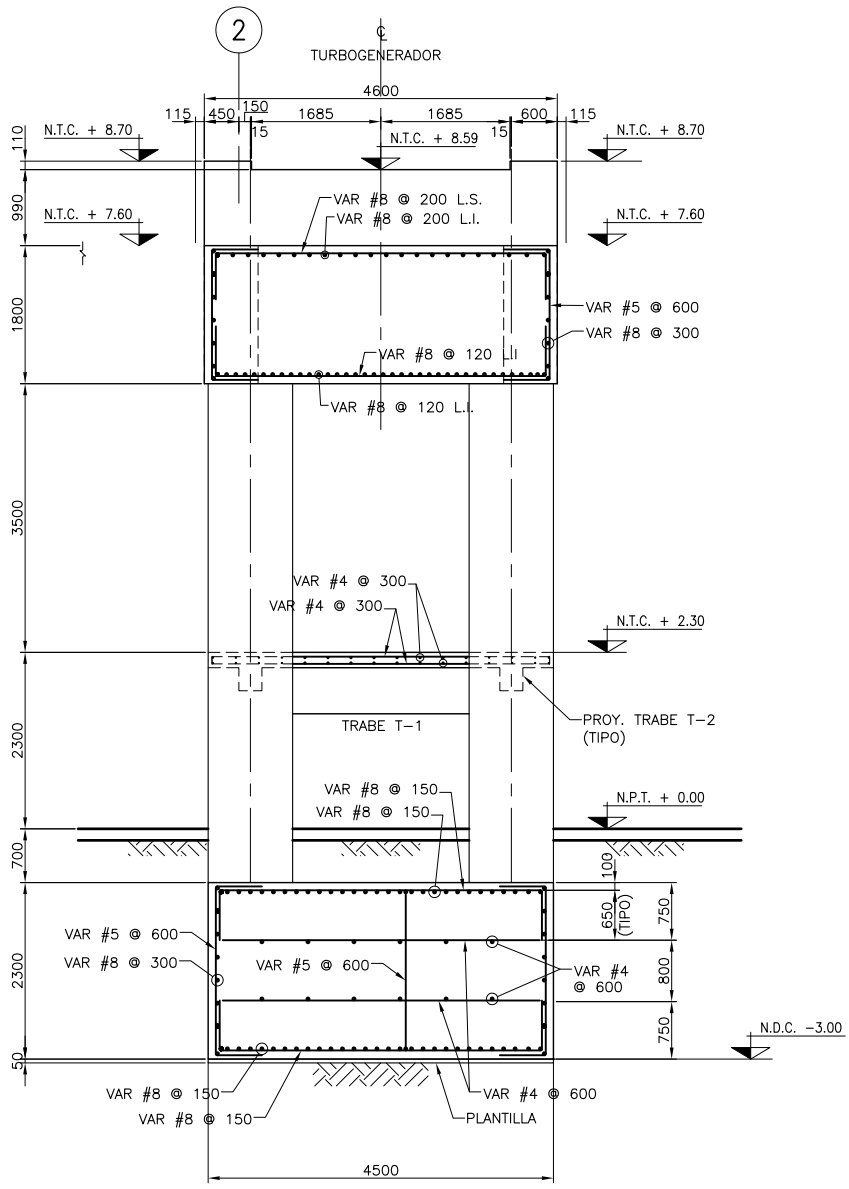 2
℄
TURBOGENERADOR
4600
115 450 150 1685 1685 600 115
15 15
110
N.T.C. + 8.70
N.T.C. + 8.59
N.T.C. + 8.70
990
VAR #8 @ 200 L.S.
VAR #8 @ 200 L.I.
N.T.C. + 7.60
N.T.C. + 7.60
1800
VAR #5 @ 600
VAR #8 @ 300
VAR #8 @ 120 L.I
VAR #8 @ 120 L.I.
3500
VAR #4 @ 300
VAR #4 @ 300
N.T.C. + 2.30
2300
TRABE T-1
PROY. TRABE T-2
(TIPO)
VAR #8 @ 150
VAR #8 @ 150
N.P.T. + 0.00
700
100
650
(TIPO)
750
VAR #5 @ 600
VAR #8 @ 300
VAR #5 @ 600
VAR #4
@ 600
2300
800
750
N.D.C. -3.00
50
VAR #8 @ 150
VAR #8 @ 150
VAR #4 @ 600
PLANTILLA
4500